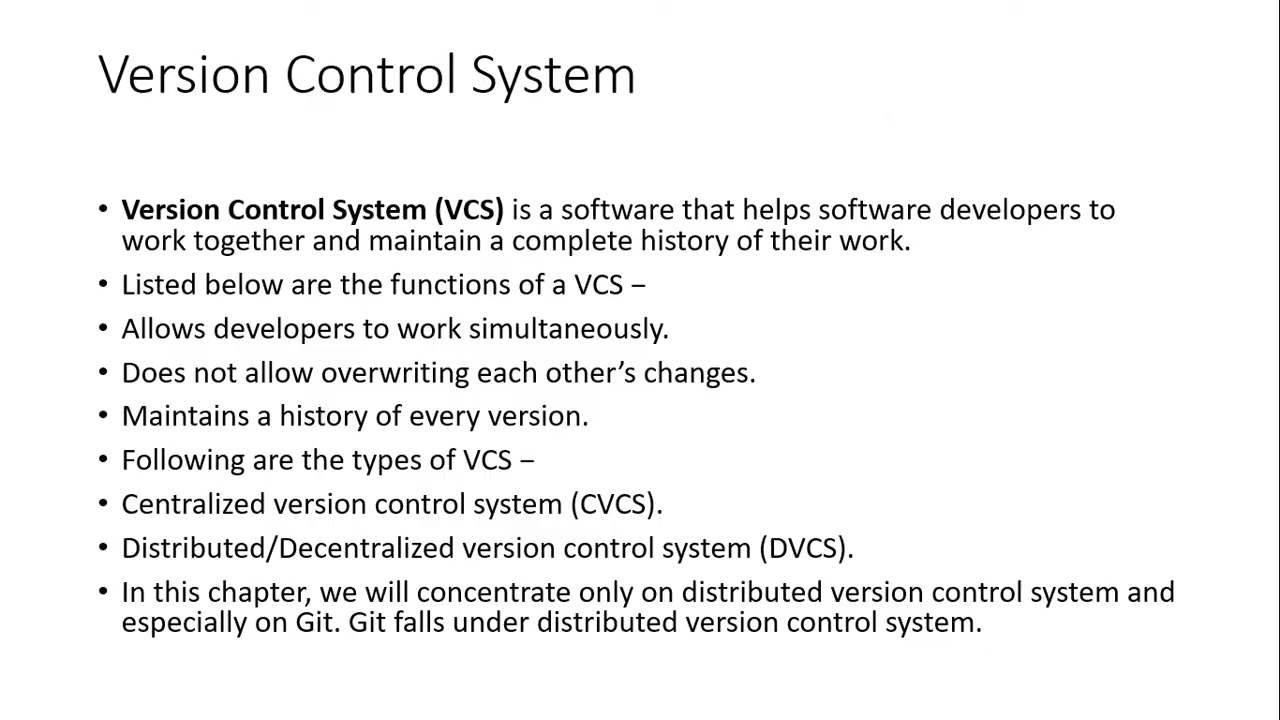 Version Control System
• Version Control System (VCS) is a software that helps software developers to
work together and maintain a complete history of their work.
• Listed below are the functions of a VCS −
• Allows developers to work simultaneously.
• Does not allow overwriting each other’s changes.
• Maintains a history of every version.
• Following are the types of VCS −
• Centralized version control system (CVCS).
• Distributed/Decentralized version control system (DVCS).
• In this chapter, we will concentrate only on distributed version control system and
especially on Git. Git falls under distributed version control system.